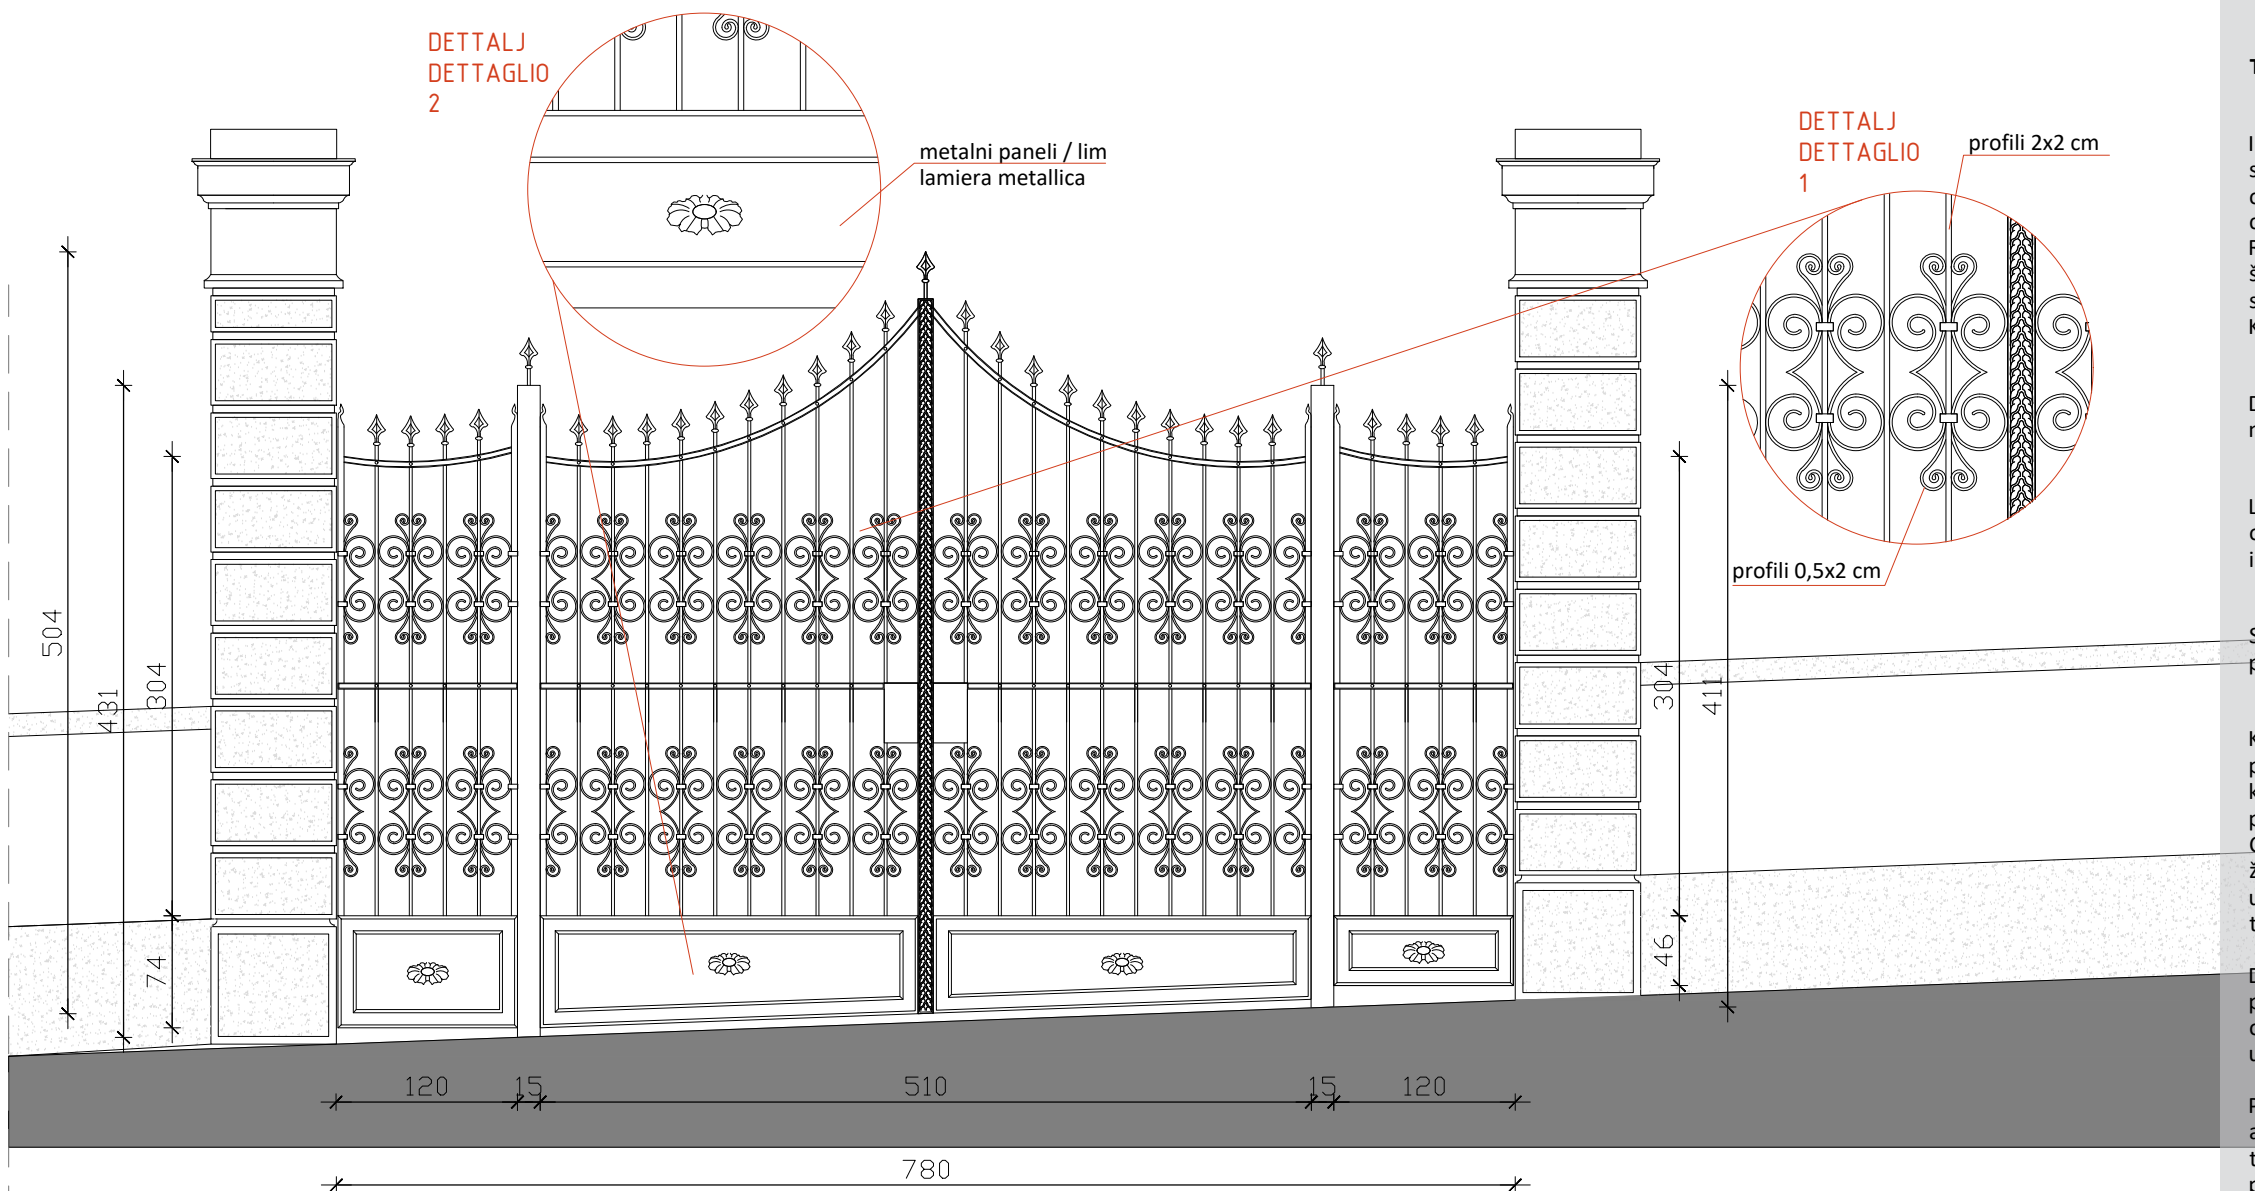 DETTALJ
DETTAGLIO
2
metalni paneli / lim
lamiera metallica
DETTALJ
DETTAGLIO
1
profili 2x2 cm
profili 0,5x2 cm
504
431
304
74
304
411
46
120
15
510
15
120
780